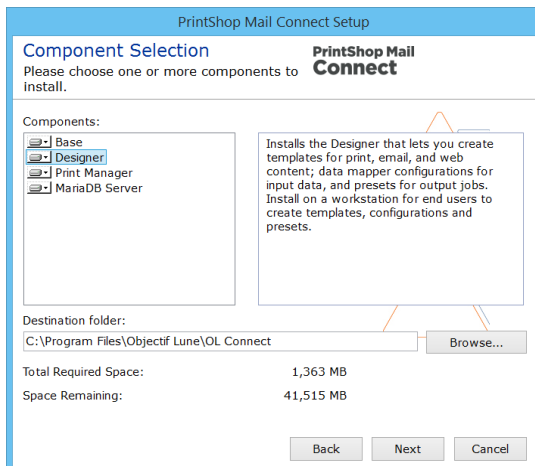 PrintShop Mail Connect Setup
Component Selection
Please choose one or more components to
install.
PrintShop Mail
Connect
Components:
Base
Designer
Print Manager
MariaDB Server
Installs the Designer that lets you create
templates for print, email, and web
content; data mapper configurations for
input data, and presets for output jobs.
Install on a workstation for end users to
create templates, configurations and
presets.
Destination folder:
C:\Program Files\Objectif Lune\OL Connect
Browse...
Total Required Space: 1,363 MB
Space Remaining: 41,515 MB
Back Next Cancel